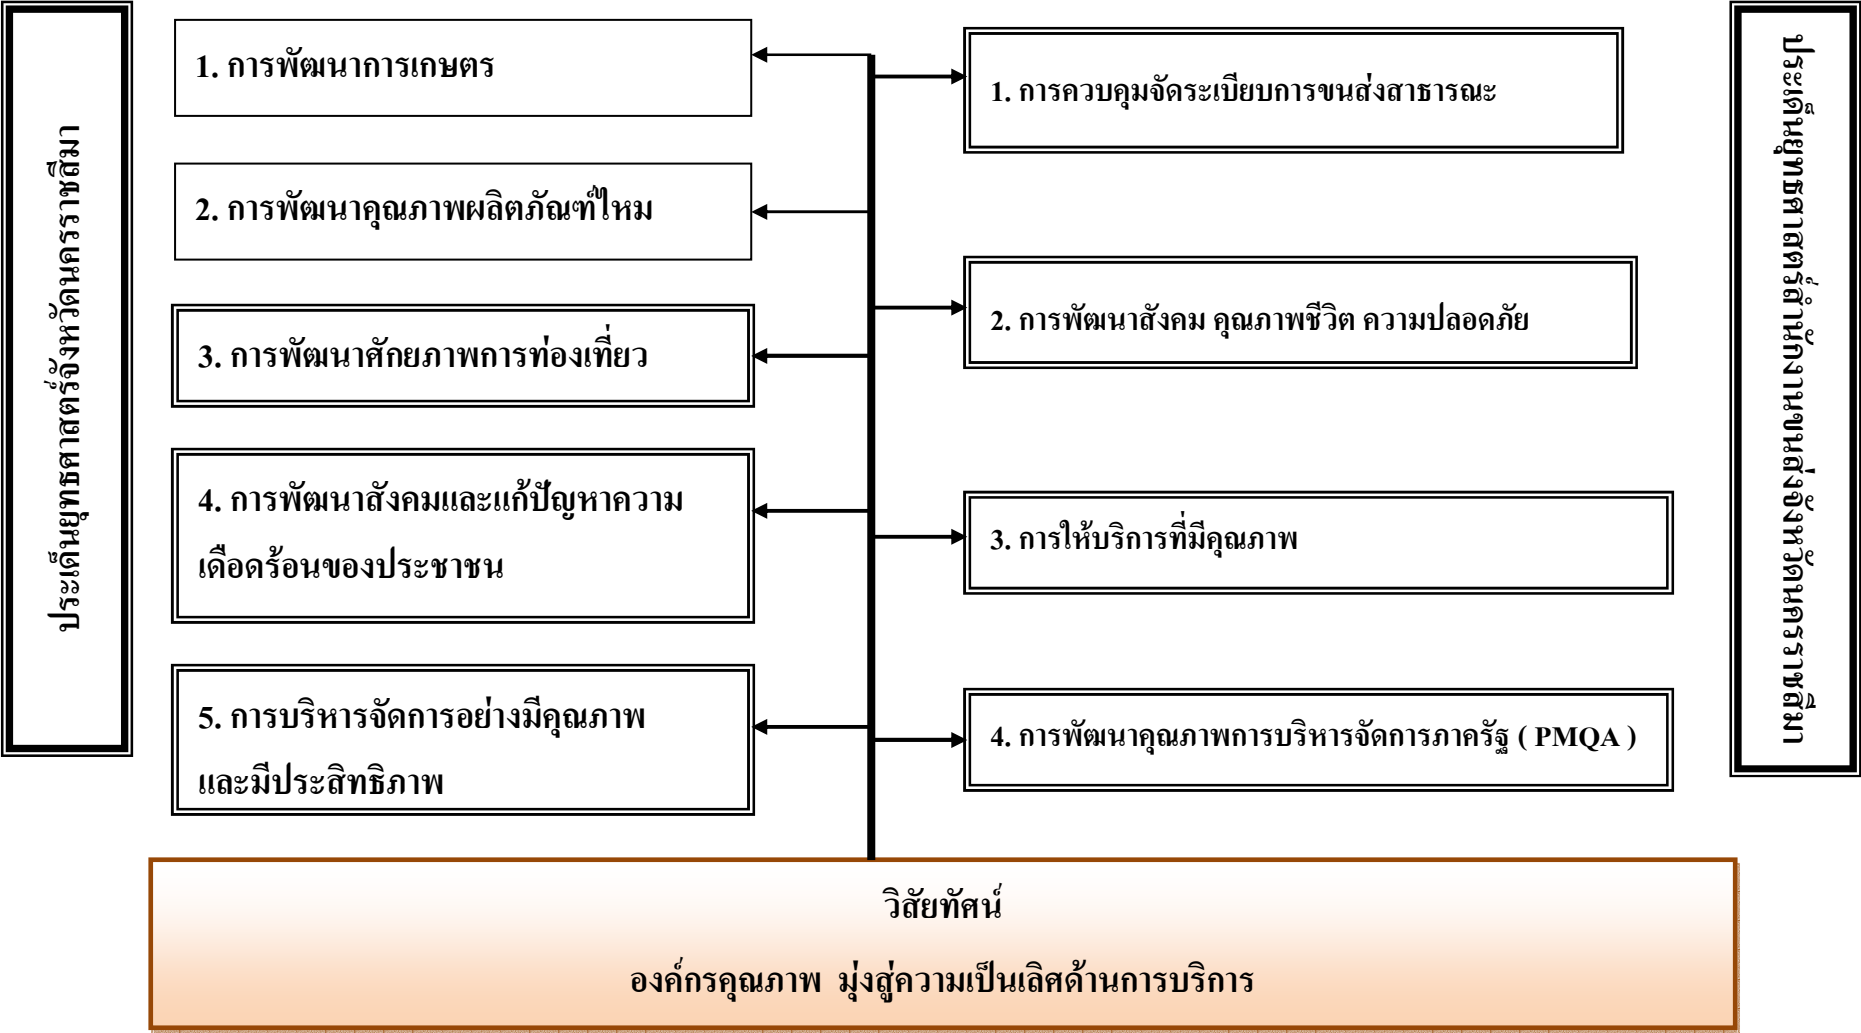 ประเด็นยุทธศาสตร์จังหวัดนครราชสีมา
1. การพัฒนาการเกษตร
2. การพัฒนาคุณภาพผลิตภัณฑ์ไหม
3. การพัฒนาศักยภาพการท่องเที่ยว
4. การพัฒนาสังคมและแก้ปัญหาความ
เดือดร้อนของประชาชน
5. การบริหารจัดการอย่างมีคุณภาพ
และมีประสิทธิภาพ
1. การควบคุมจัดระเบียบการขนส่งสาธารณะ
2. การพัฒนาสังคม คุณภาพชีวิต ความปลอดภัย
3. การให้บริการที่มีคุณภาพ
4. การพัฒนาคุณภาพการบริหารจัดการภาครัฐ ( PMQA )
ประเด็นยุทธศาสตร์สำนักงานขนส่งจังหวัดนครราชสีมา
วิสัยทัศน์
องค์กรคุณภาพ มุ่งสู่ความเป็นเลิศด้านการบริการ